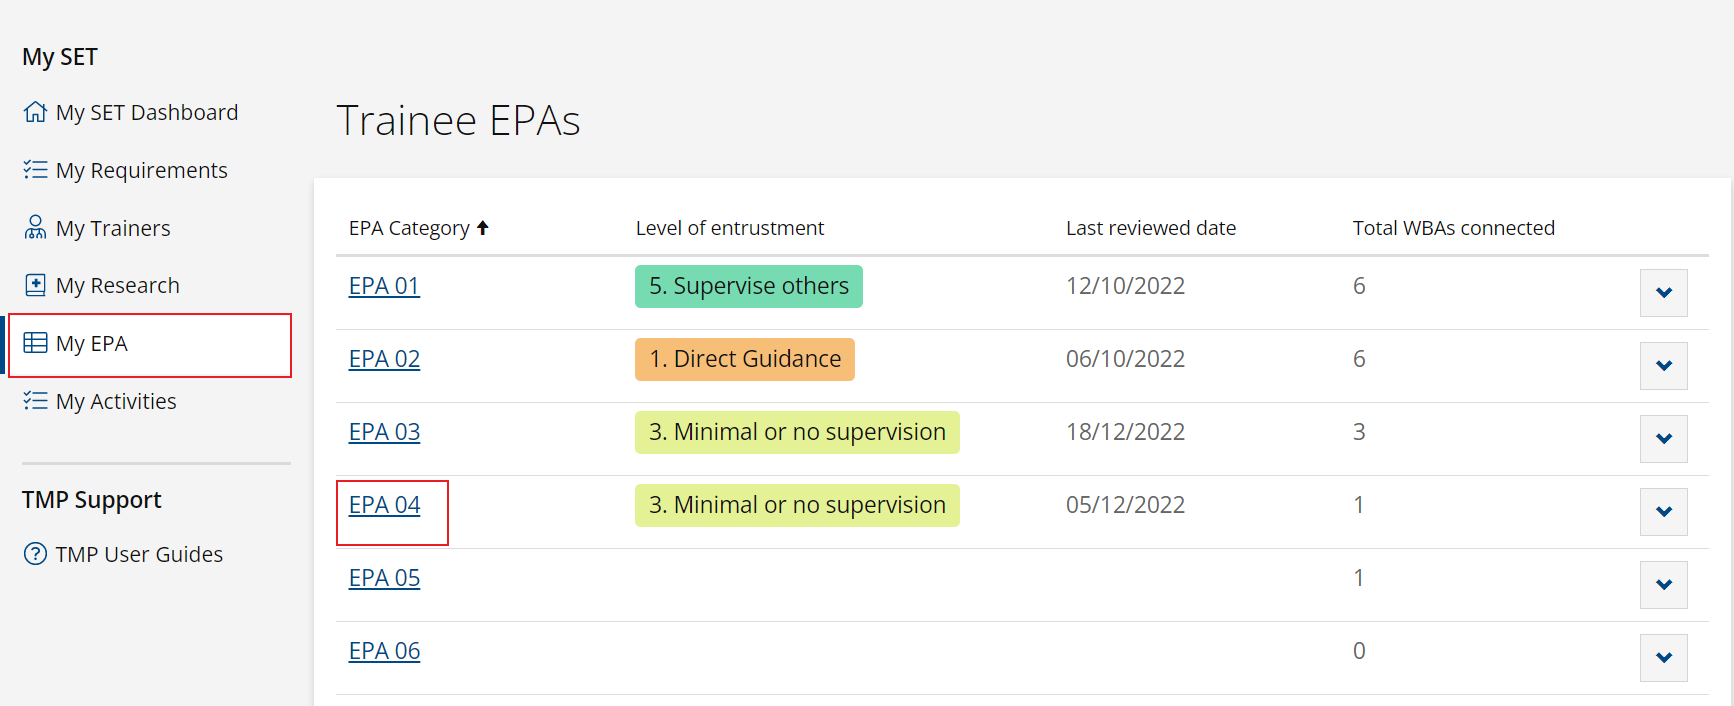 My SET
My SET Dashboard
My Requirements
My Trainers
My Research
My EPA
My Activities
TMP Support
TMP User Guides
Trainee EPAs
EPA Category Level of entrustment Last reviewed date Total WBAs connected
EPA 01 5. Supervise others 12/10/2022 6
EPA 02 1. Direct Guidance 06/10/2022 6
EPA 03 3. Minimal or no supervision 18/12/2022 3
EPA 04 3. Minimal or no supervision 05/12/2022 1
EPA 05 1
EPA 06 0